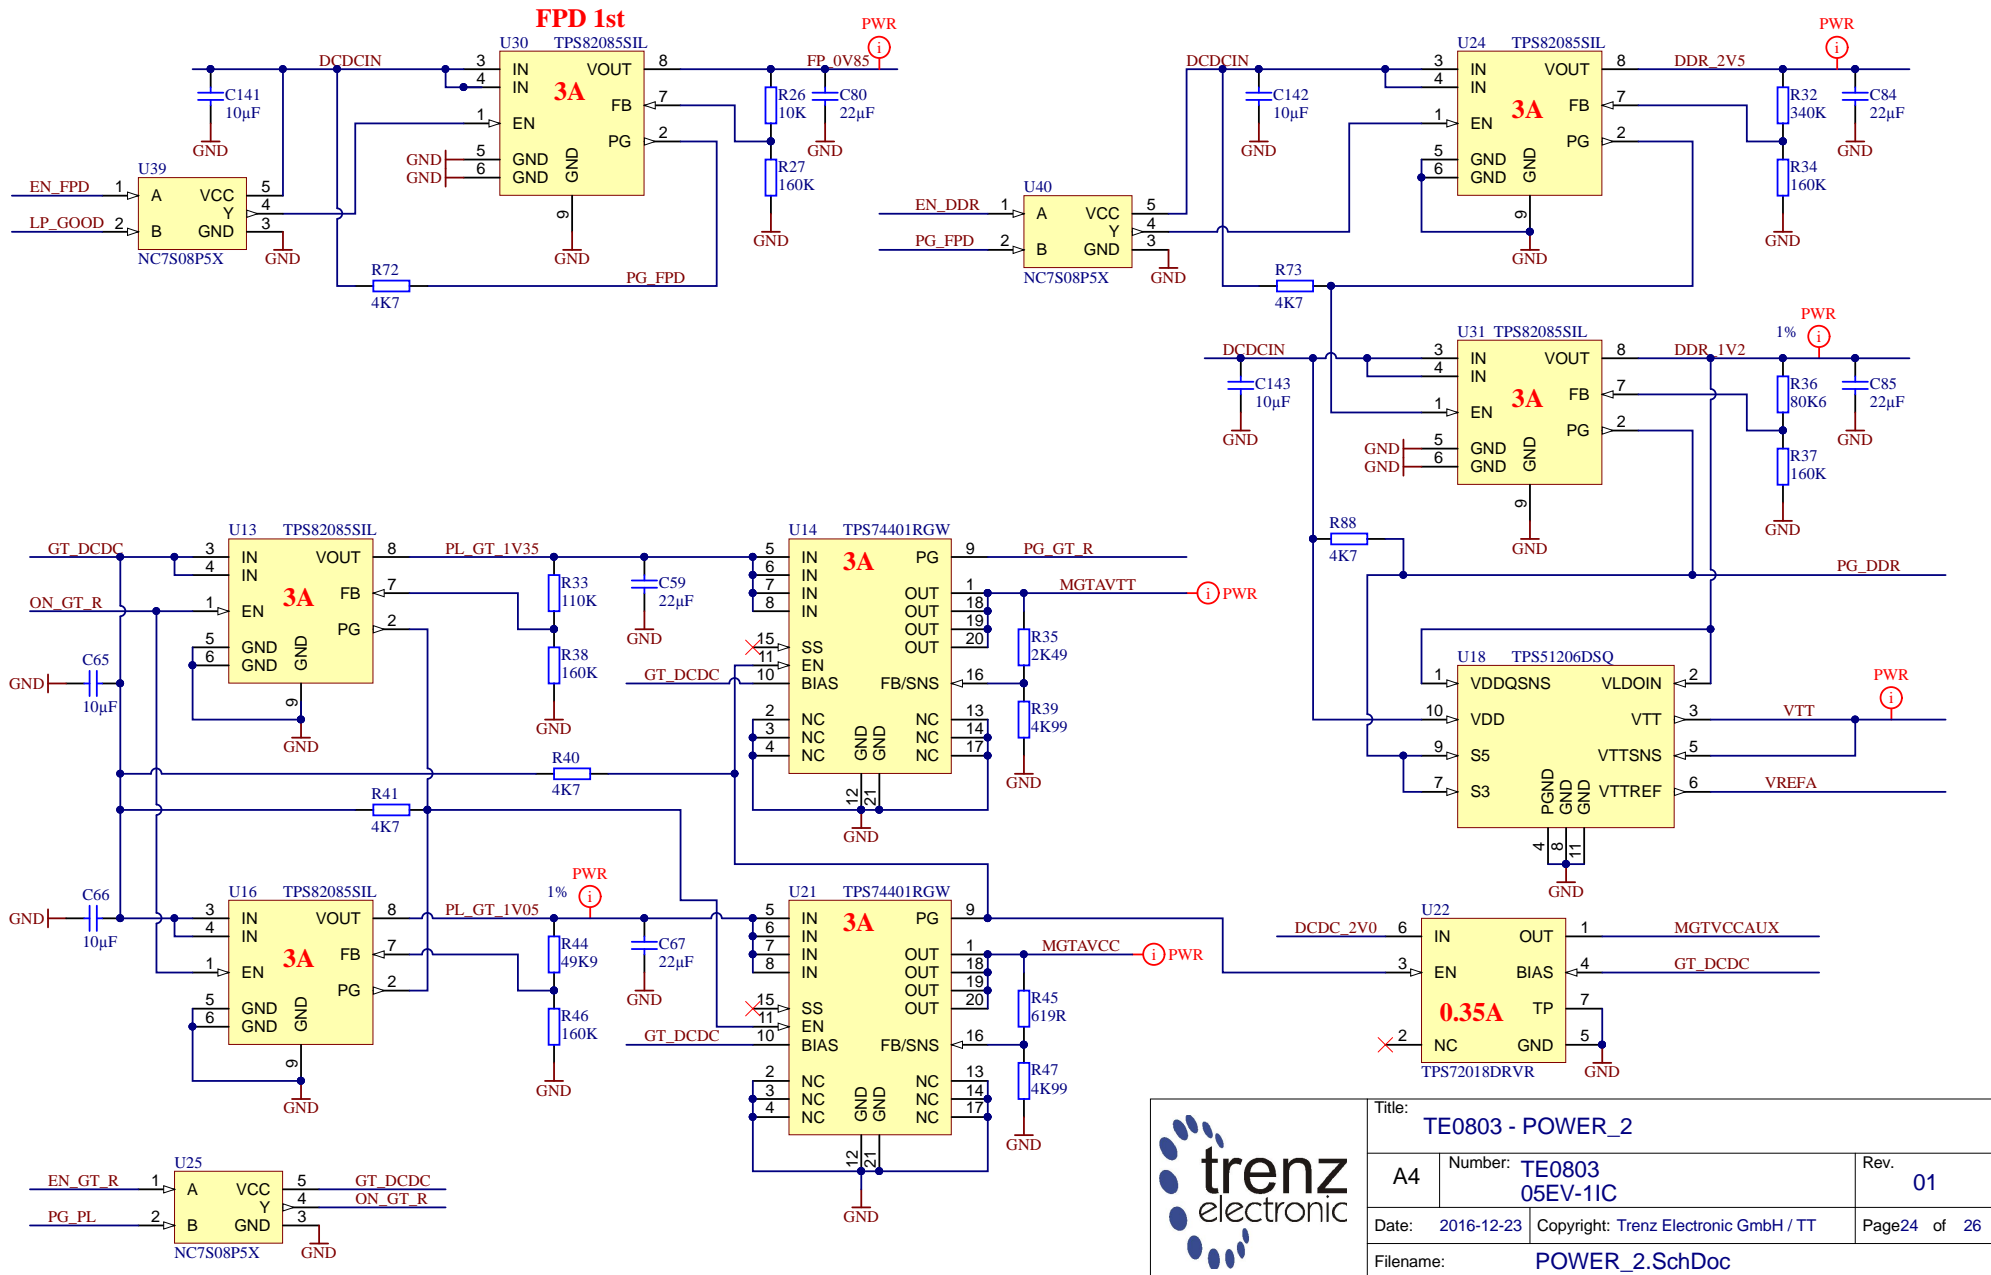 FPD 1st
U30 TPS82085SIL
DCDCIN
C141
10µF
GND
3 IN VOUT 8
4 IN
3A
FB 7
1 EN
PG 2
GND 5 GND
GND 6 GND
GND
9
GND
FP_0V85
PWR
i
R26
10K
C80
22µF
GND
R27
160K
GND
U39
EN_FPD 1 A VCC 5
Y 4
LP_GOOD 2 B GND 3
NC7S08P5X
GND
R72
4K7
PG_FPD
U24 TPS82085SIL
DCDCIN
C142
10µF
GND
3 IN VOUT 8
4 IN
3A
FB 7
1 EN
PG 2
5 GND
6 GND
GND
9
GND
DDR_2V5
PWR
i
R32
340K
C84
22µF
GND
R34
160K
GND
U40
EN_DDR 1 A VCC 5
Y 4
PG_FPD 2 B GND 3
NC7S08P5X
GND
R73
4K7
U31 TPS82085SIL
DCDCIN
C143
10µF
GND
3 IN VOUT 8
4 IN
3A
FB 7
1 EN
PG 2
GND 5 GND
GND 6 GND
GND
9
GND
DDR_1V2
1%
PWR
i
R36
80K6
C85
22µF
GND
R37
160K
GND
R88
4K7
PG_DDR
U18 TPS51206DSQ
1 VDDQSNS VLDOIN 2
10 VDD VTT 3
9 S5 VTTSNS 5
7 S3 VTTREF 6
PGND
GND
GND
4
8
11
GND
VTT
PWR
i
VREFA
U13 TPS82085SIL
GT_DCDC
3 IN VOUT 8
4 IN
3A
FB 7
ON_GT_R
1 EN
PG 2
5 GND
6 GND
GND
9
GND
GND
C65
10µF
PL_GT_1V35
R33
110K
C59
22µF
GND
R38
160K
GND
U14 TPS74401RGW
5 IN PG 9
6 IN
7 IN
8 IN
3A
OUT 1
OUT 18
OUT 19
OUT 20
15 SS
11 EN
GT_DCDC 10 BIAS FB/SNS 16
2 NC NC 13
3 NC NC 14
4 NC NC 17
GND
GND
12
21
GND
PG_GT_R
MGTAVTT
i PWR
R35
2K49
R39
4K99
GND
R40
4K7
R41
4K7
GND
C66
10µF
U16 TPS82085SIL
3 IN VOUT 8
4 IN
3A
FB 7
1 EN
PG 2
5 GND
6 GND
GND
9
GND
PL_GT_1V05
1%
PWR
i
R44
49K9
C67
22µF
GND
R46
160K
GND
U21 TPS74401RGW
5 IN PG 9
6 IN
7 IN
8 IN
3A
OUT 1
OUT 18
OUT 19
OUT 20
15 SS
11 EN
GT_DCDC 10 BIAS FB/SNS 16
2 NC NC 13
3 NC NC 14
4 NC NC 17
GND
GND
12
21
GND
MGTAVCC
i PWR
R45
619R
R47
4K99
GND
U22
DCDC_2V0 6 IN OUT 1 MGTVCCAUX
3 EN BIAS 4 GT_DCDC
0.35A
TP 7
2 NC GND 5
TPS72018DRVR
GND
U25
EN_GT_R 1 A VCC 5 GT_DCDC
Y 4 ON_GT_R
PG_PL 2 B GND 3
NC7S08P5X
GND
trenz
electronic
Title:
TE0803 - POWER_2
A4
Number: TE0803
05EV-1IC
Rev.
01
Date: 2016-12-23
Copyright: Trenz Electronic GmbH / TT
Page24 of 26
Filename: POWER_2.SchDoc